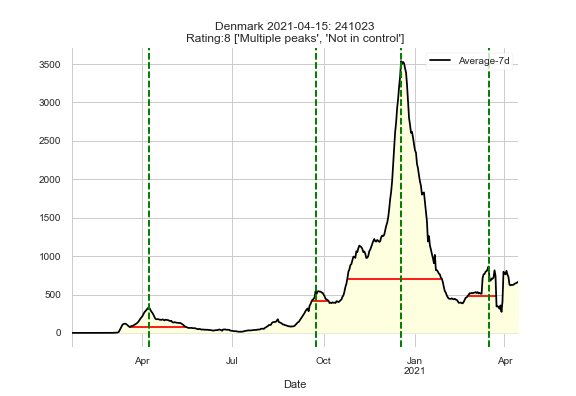 Denmark 2021-04-15: 241023
Rating:8 ['Multiple peaks', 'Not in control']
Average-7d
3500
3000
2500
2000
1500
1000
500
0
Apr
Jul
Oct
Jan
2021
Apr
Date